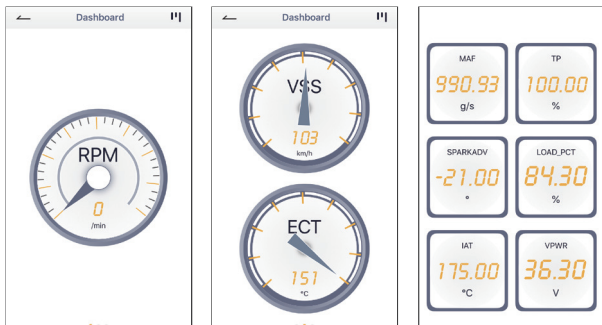 Dashboard
RPM
0
/min
Dashboard
VSS
103
km/h
ECT
151
°C
MAF
990.93
g/s
TP
100.00
%
SPARKADV
-21.00
°
LOAD_PCT
84.30
%
IAT
175.00
°C
VPWR
36.30
V